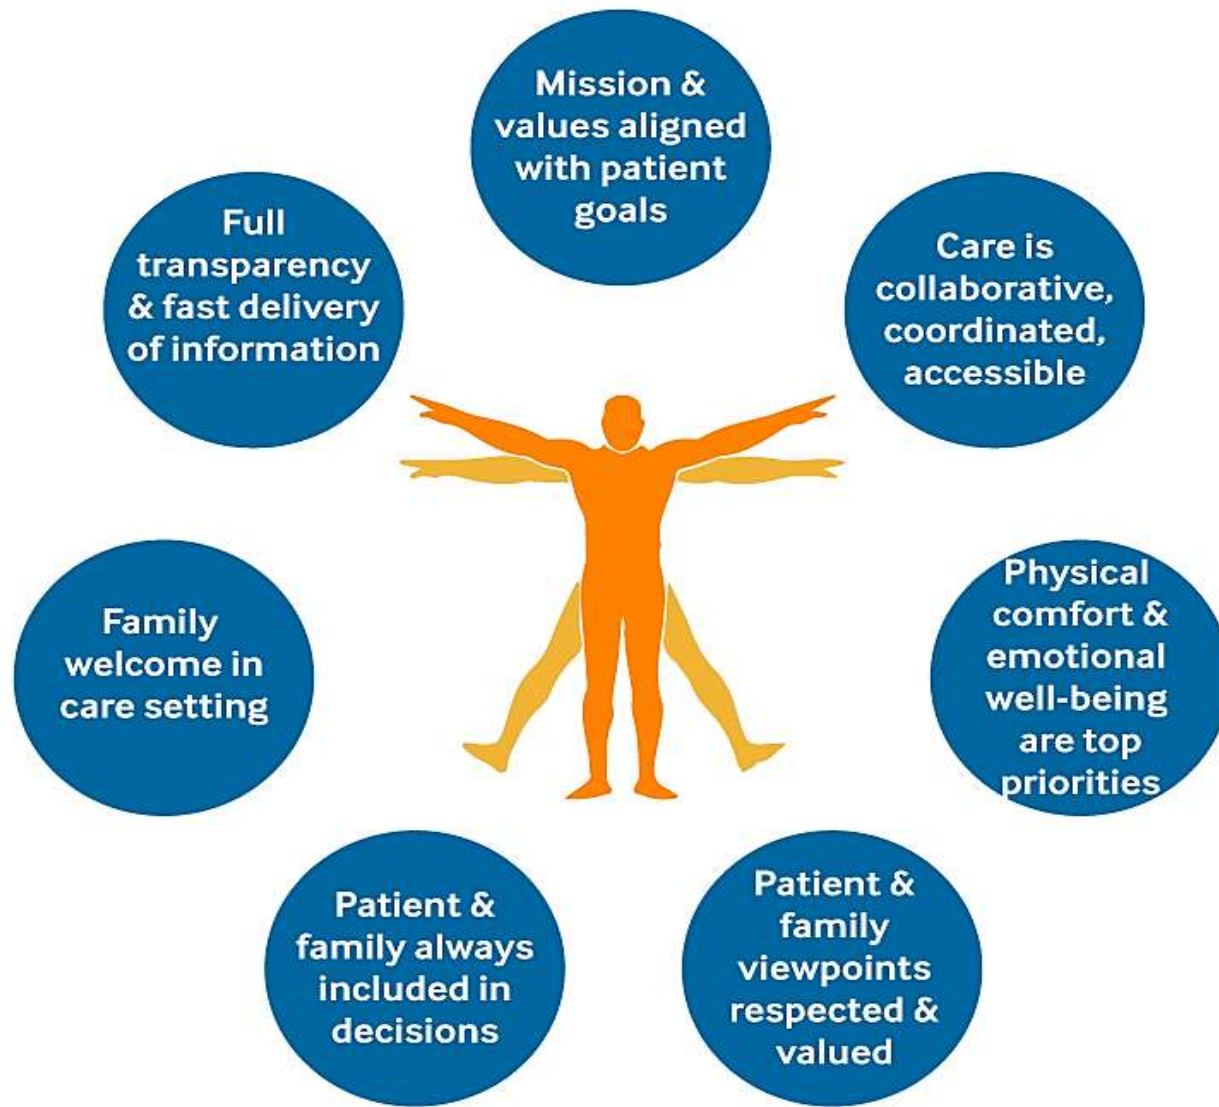 Mission &
values aligned
with patient
goals
Care is
collaborative,
coordinated,
accessible
Physical
comfort &
emotional
well-being
are top
priorities
Patient &
family
viewpoints
respected &
valued
Patient &
family always
included in
decisions
Family
welcome in
care setting
Full
transparency
& fast delivery
of information